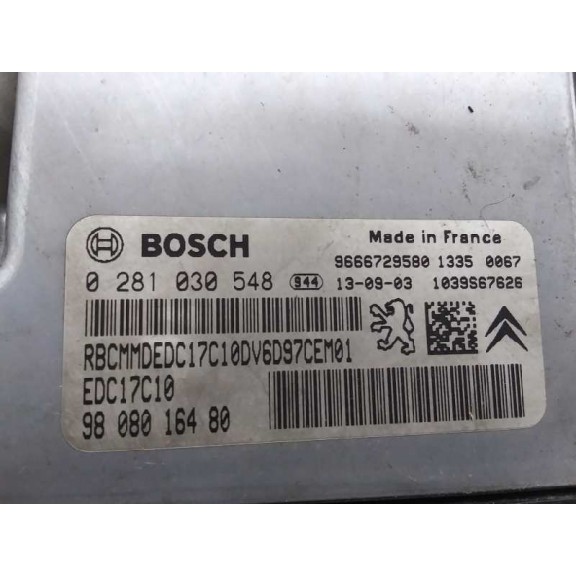 BOSCH
Made in France
9666729580 1335 0067
0 281 030 548 944 13-09-03 1039S67626
RBCMMDEDC17C10DV6D97CEM01
EDC17C10
98 080 164 80